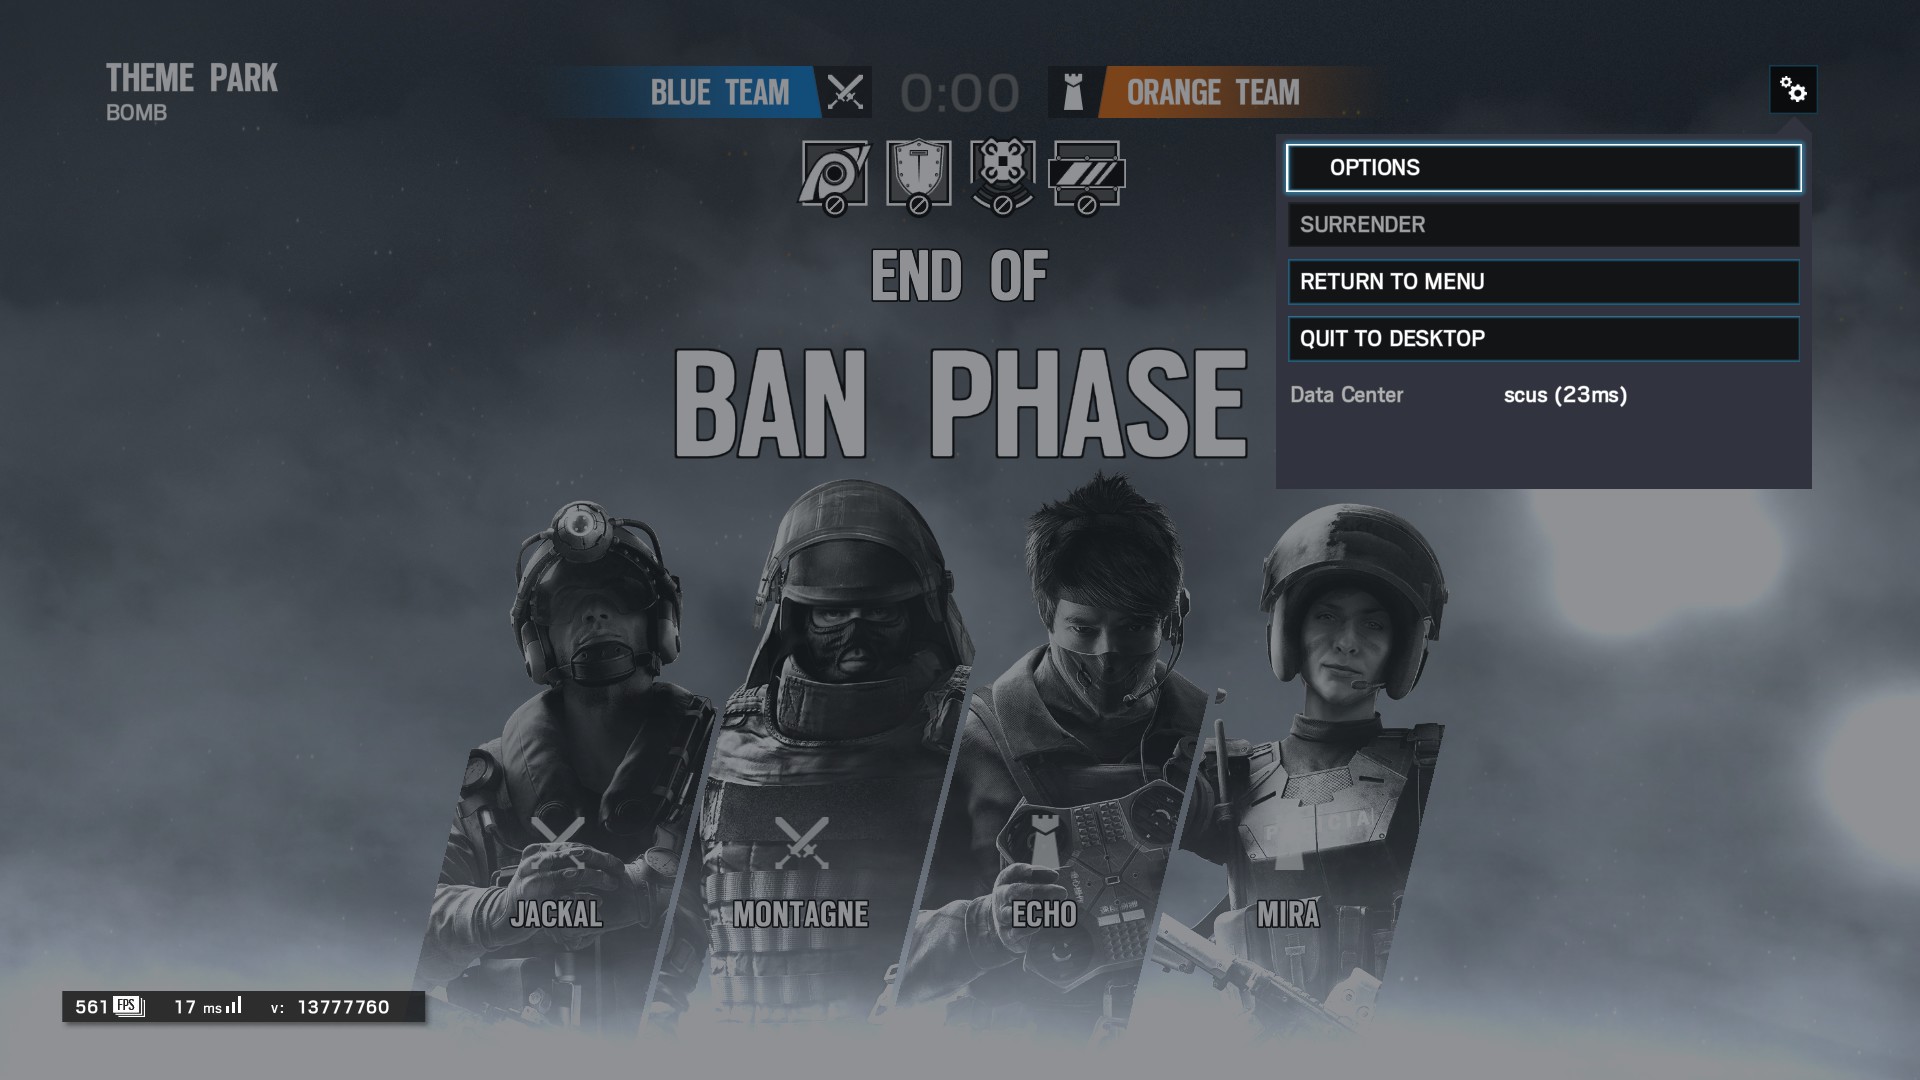 THEME PARK
BOMB
BLUE TEAM
0:00
ORANGE TEAM
OPTIONS
SURRENDER
RETURN TO MENU
QUIT TO DESKTOP
Data Center scus (23ms)
END OF
BAN PHASE
JACKAL
MONTAGNE
ECHO
MIRA
561 FPS 17 ms v: 13777760